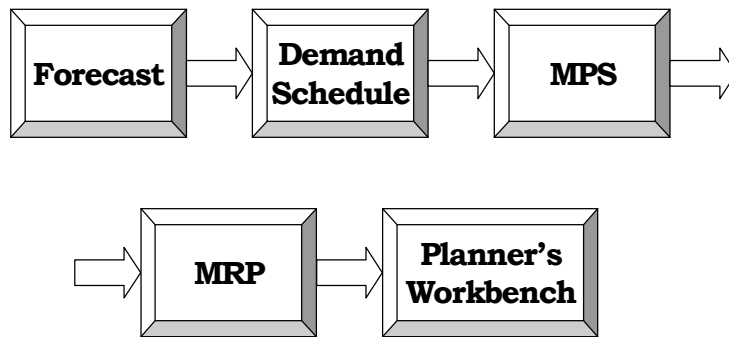 Forecast
Demand
Schedule
MPS
MRP
Planner’s
Workbench